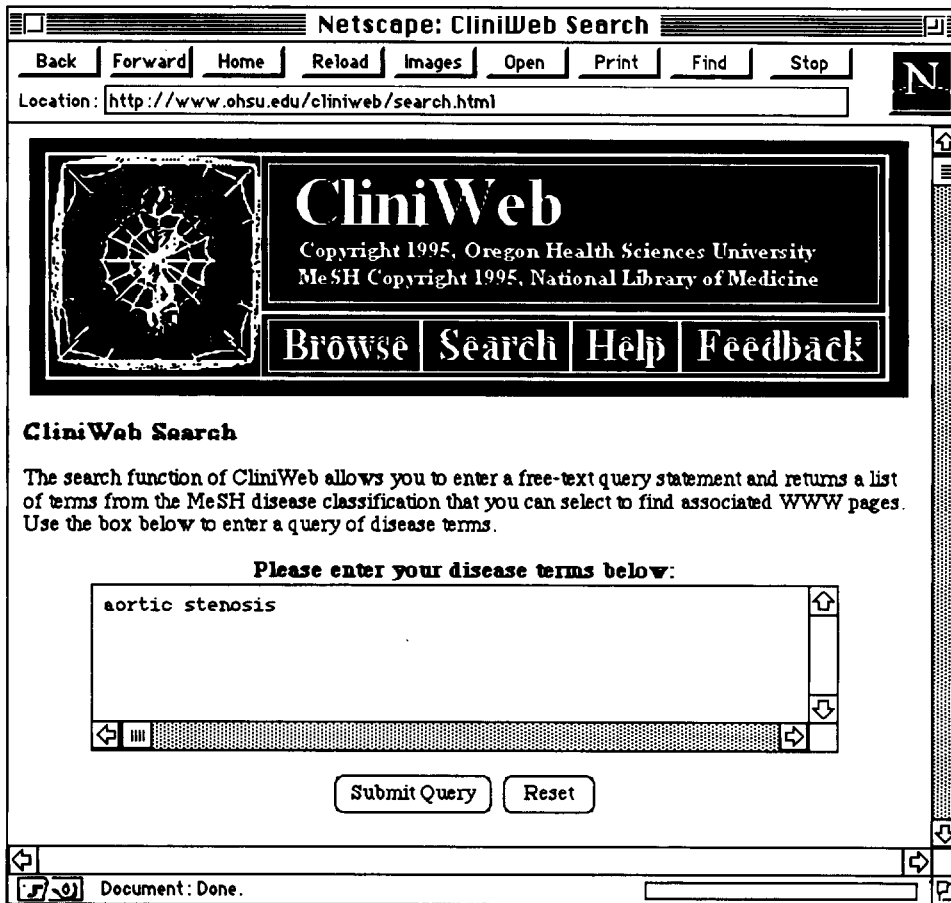 Netscape: CliniWeb Search
Back Forward Home Reload Images Open Print Find Stop
N
Location: http://www.ohsu.edu/cliniweb/search.html
CliniWeb
Copyright 1995, Oregon Health Sciences University
MeSH Copyright 1995, National Library of Medicine
Browse Search Help Feedback
CliniWeb Search
The search function of CliniWeb allows you to enter a free-text query statement and returns a list
of terms from the MeSH disease classification that you can select to find associated WWW pages.
Use the box below to enter a query of disease terms.
Please enter your disease terms below:
aortic stenosis
Submit Query Reset
Document: Done.